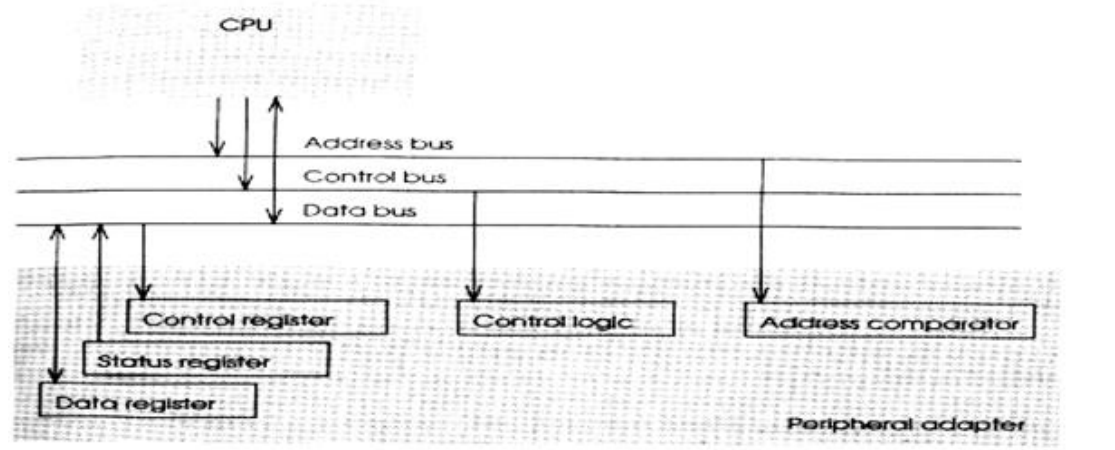 CPU
Address bus
Control bus
Data bus
Control register
Control logic
Address comparator
Status register
Data register
Peripheral adapter